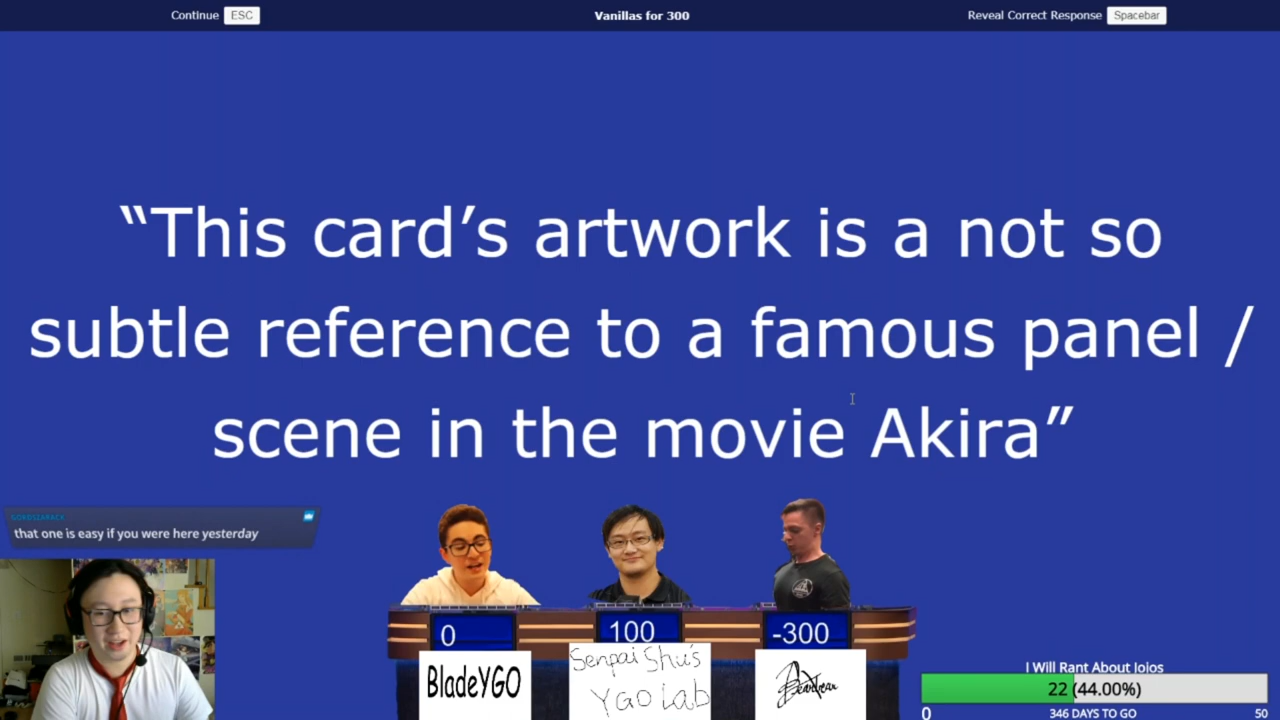 Continue ESC
Vanillas for 300
Reveal Correct Response Spacebar
“This card’s artwork is a not so
subtle reference to a famous panel /
scene in the movie Akira”
that one is easy if you were here yesterday
0
100
-300
BladeYGO
Senpai Shu's
YGO Lab
I Will Rant About Jojos
22 (44.00%)
0
346 DAYS TO GO
50